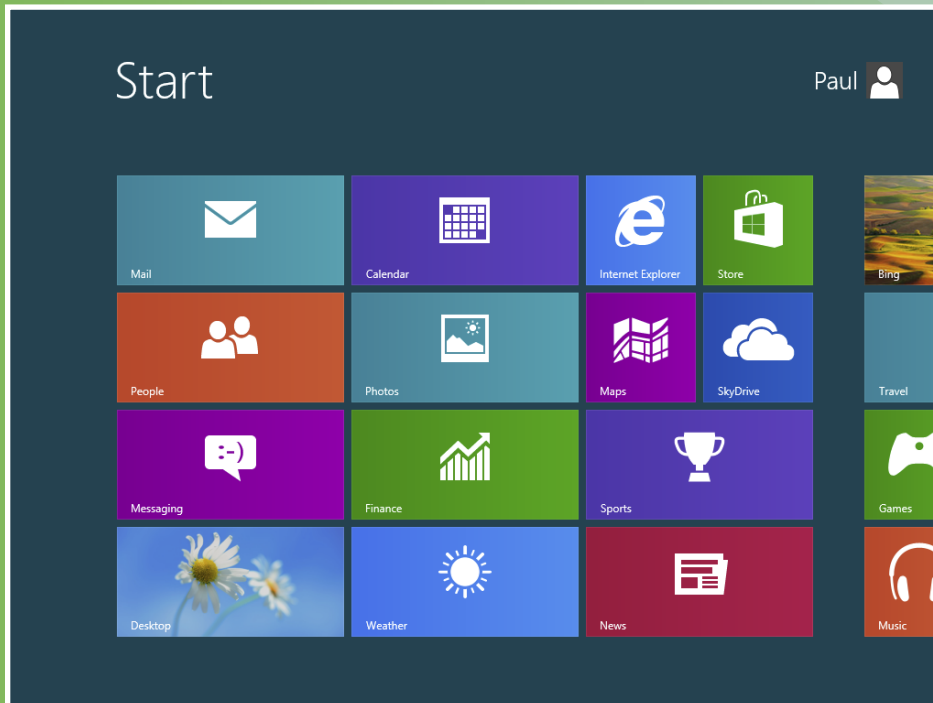 Start
Paul
Mail
Calendar
Internet Explorer
Store
Bing
People
Photos
Maps
SkyDrive
Travel
:-)
Messaging
Finance
Sports
Games
Desktop
Weather
News
Music